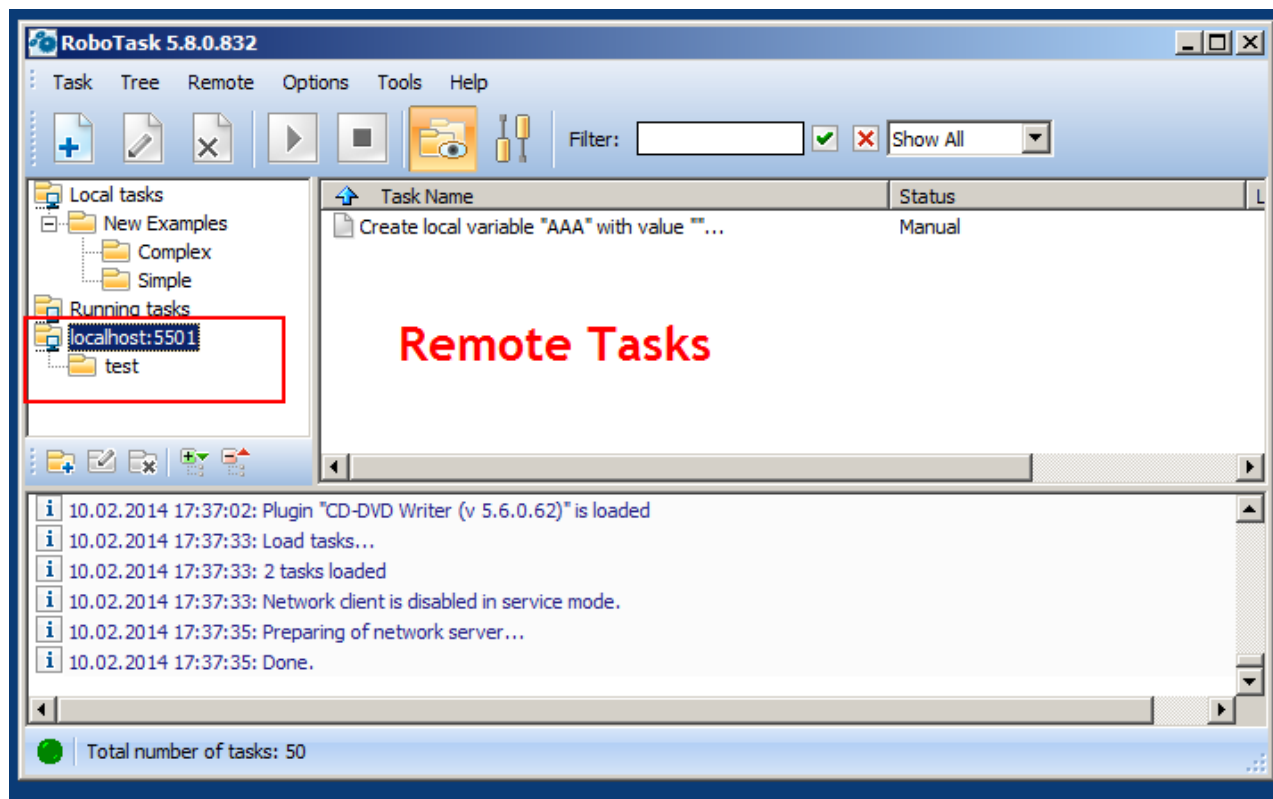 RoboTask 5.8.0.832
Task Tree Remote Options Tools Help
Filter: Show All
Local tasks
New Examples
Complex
Simple
Running tasks
localhost:5501
test
Task Name Status L
Create local variable "AAA" with value ""... Manual
Remote Tasks
10.02.2014 17:37:02: Plugin "CD-DVD Writer (v 5.6.0.62)" is loaded
10.02.2014 17:37:33: Load tasks...
10.02.2014 17:37:33: 2 tasks loaded
10.02.2014 17:37:33: Network client is disabled in service mode.
10.02.2014 17:37:35: Preparing of network server...
10.02.2014 17:37:35: Done.
Total number of tasks: 50